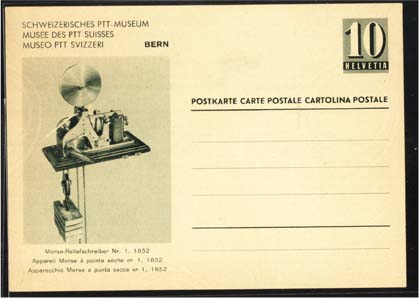 SCHWEIZERISCHES PTT-MUSEUM
MUSÉE DES PTT SUISSES
MUSEO PTT SVIZZERI BERN
10
HELVETIA
POSTKARTE CARTE POSTALE CARTOLINA POSTALE
Morse-Reliefschreiber Nr. 1, 1852
Appareil Morse à pointe sèche nº 1, 1852
Apparecchio Morse a punta secca nº 1, 1852